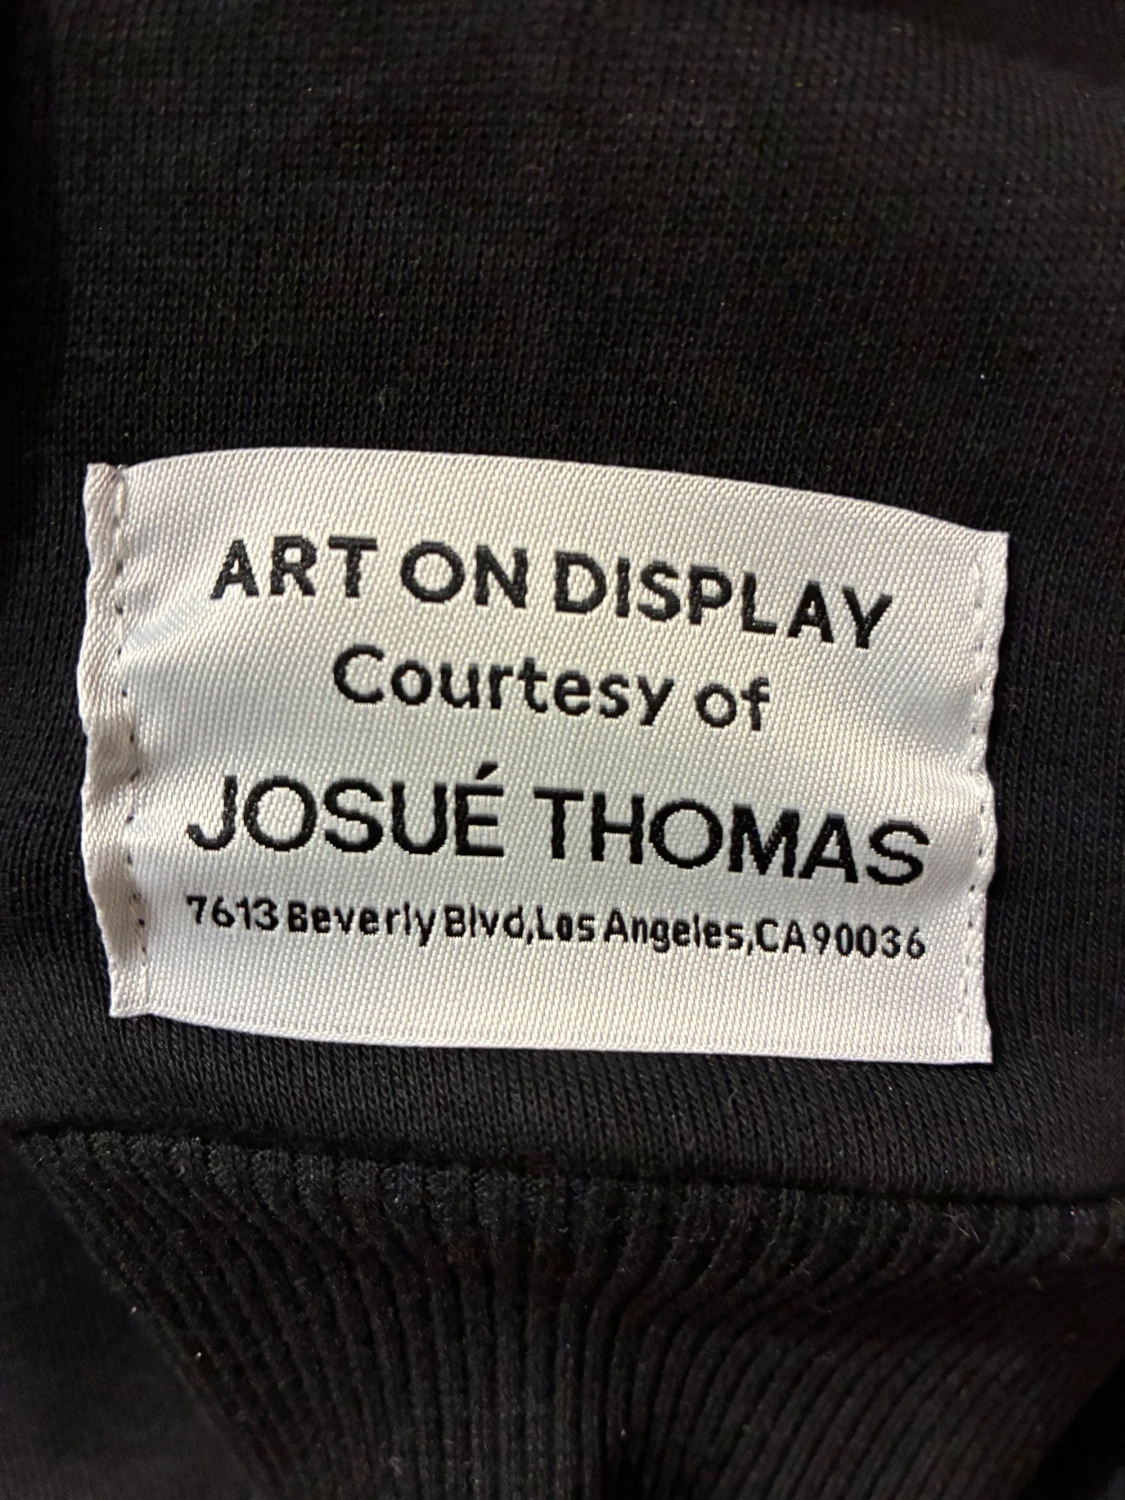 ART ON DISPLAY
Courtesy of
JOSUÉ THOMAS
7613 Beverly Blvd,Los Angeles,CA 90036